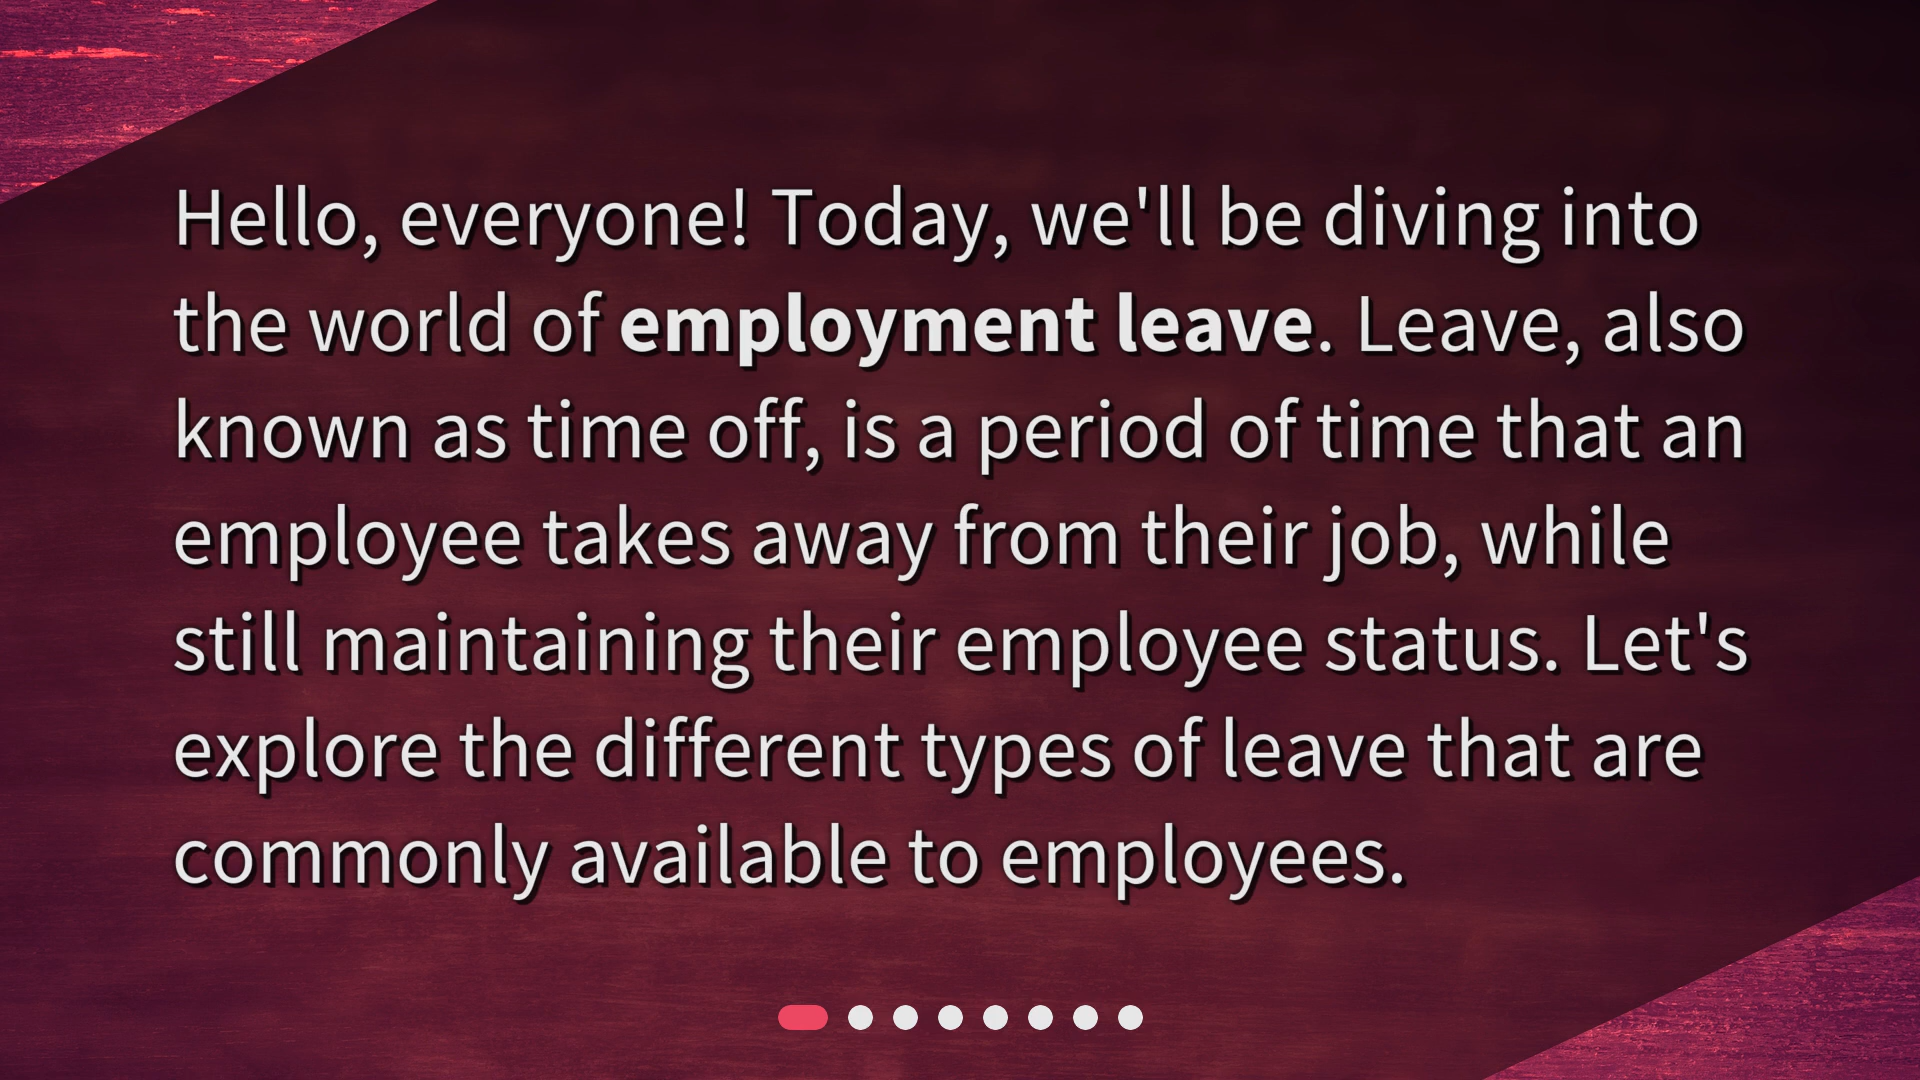 Hello, everyone! Today, we'll be diving into
the world of employment leave. Leave, also
known as time off, is a period of time that an
employee takes away from their job, while
still maintaining their employee status. Let's
explore the different types of leave that are
commonly available to employees.